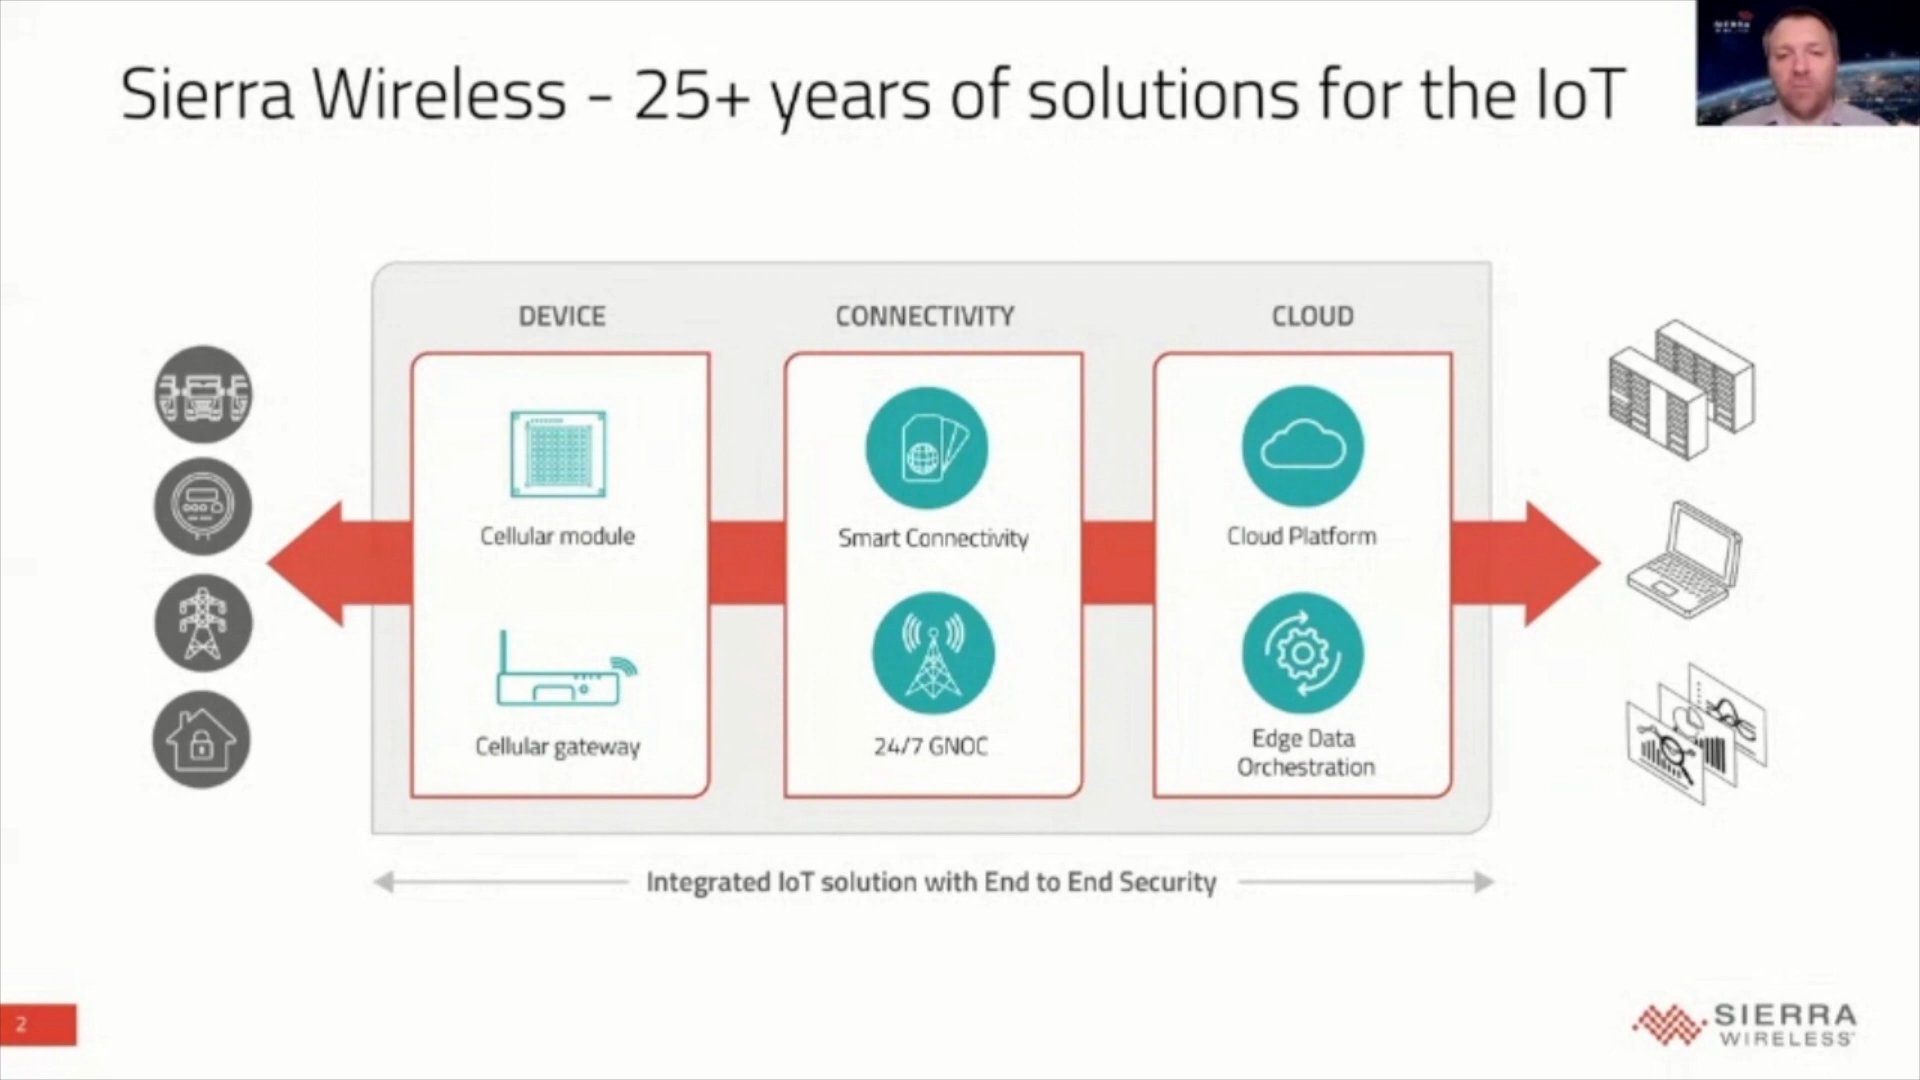 Sierra Wireless - 25+ years of solutions for the IoT
SIERRA
DEVICE
CONNECTIVITY
CLOUD
Cellular module
Smart Connectivity
Cloud Platform
Cellular gateway
24/7 GNOC
Edge Data
Orchestration
Integrated IoT solution with End to End Security
2
SIERRA
WIRELESS